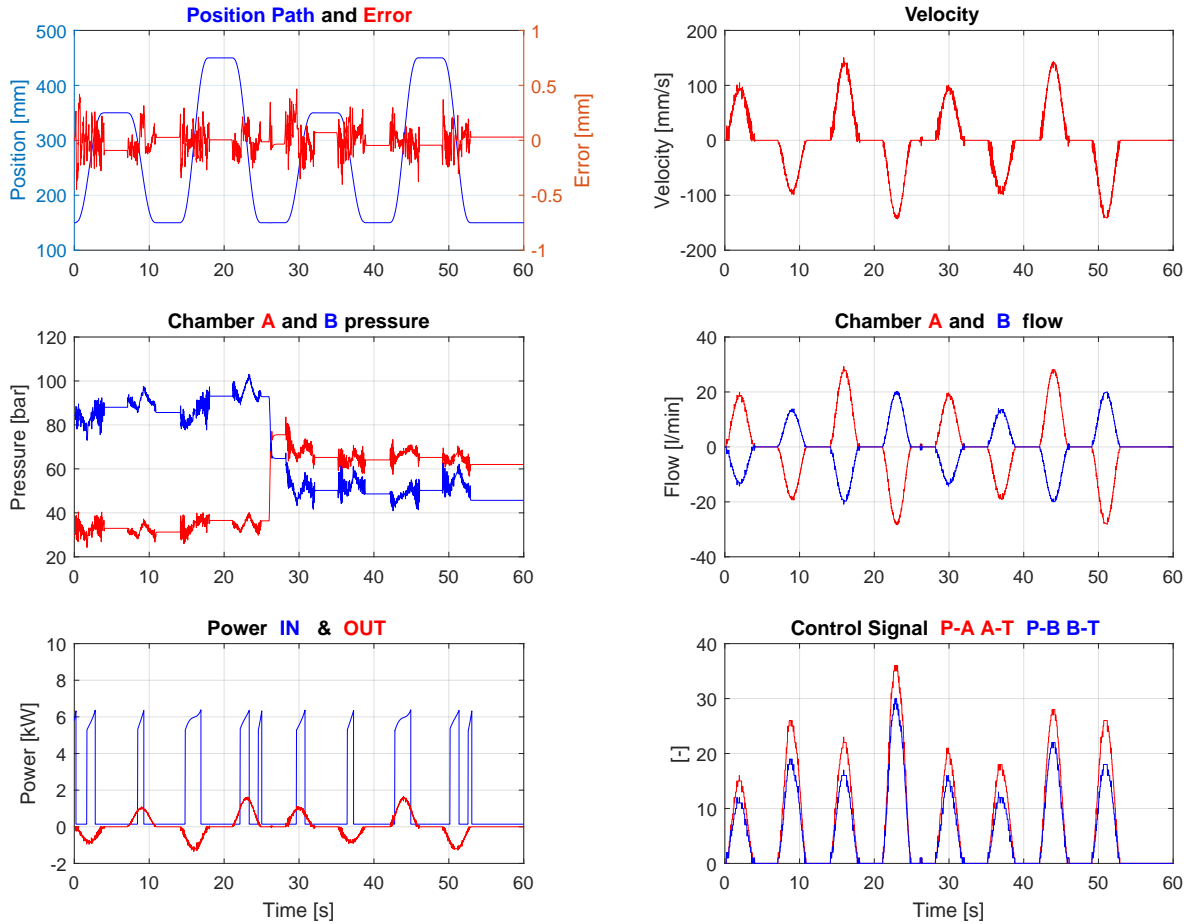 Position Path and Error
500
400
300
200
100
Position [mm]
1
0.5
0
-0.5
-1
Error [mm]
0 10 20 30 40 50 60
Velocity
200
100
0
-100
-200
Velocity [mm/s]
0 10 20 30 40 50 60
Chamber A and B pressure
120
100
80
60
40
20
Pressure [bar]
0 10 20 30 40 50 60
Chamber A and B flow
40
20
0
-20
-40
Flow [l/min]
0 10 20 30 40 50 60
Power IN & OUT
10
8
6
4
2
0
-2
Power [kW]
0 10 20 30 40 50 60
Time [s]
Control Signal P-A A-T P-B B-T
40
30
20
10
0
[-]
0 10 20 30 40 50 60
Time [s]